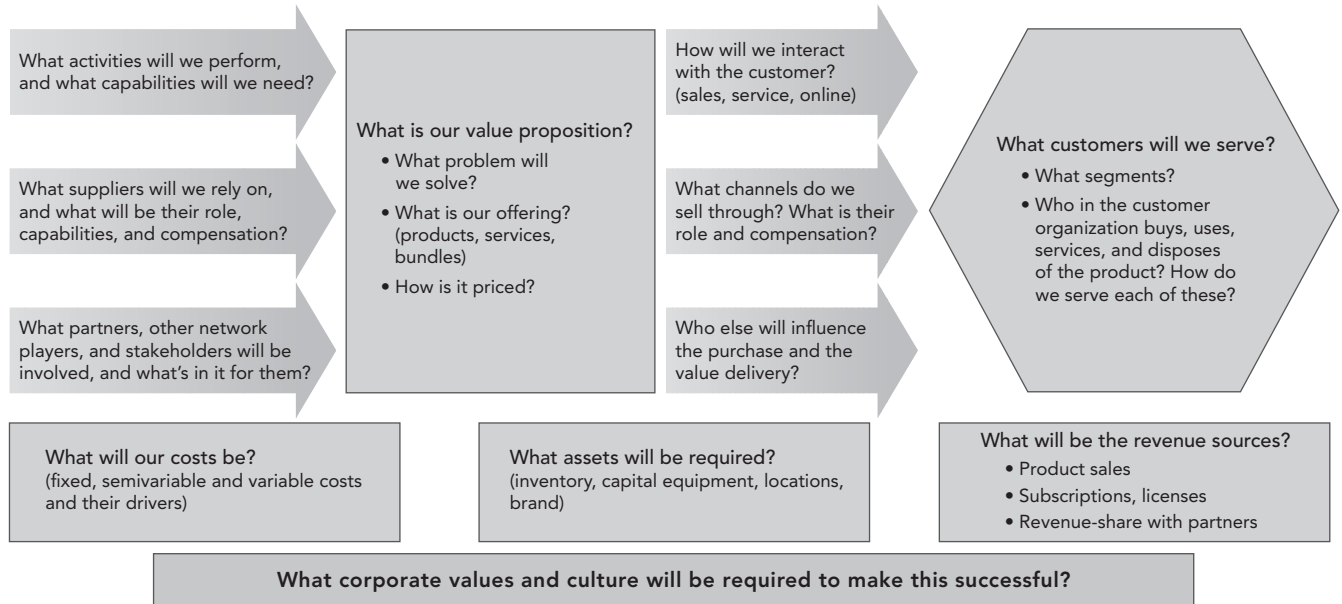 What activities will we perform,
and what capabilities will we need?
What suppliers will we rely on,
and what will be their role,
capabilities, and compensation?
What partners, other network
players, and stakeholders will be
involved, and what's in it for them?
What is our value proposition?
• What problem will
we solve?
• What is our offering?
(products, services,
bundles)
• How is it priced?
How will we interact
with the customer?
(sales, service, online)
What channels do we
sell through? What is their
role and compensation?
Who else will influence
the purchase and the
value delivery?
What customers will we serve?
• What segments?
• Who in the customer
organization buys, uses,
services, and disposes
of the product? How do
we serve each of these?
What will our costs be?
(fixed, semivariable and variable costs
and their drivers)
What assets will be required?
(inventory, capital equipment, locations,
brand)
What will be the revenue sources?
• Product sales
• Subscriptions, licenses
• Revenue-share with partners
What corporate values and culture will be required to make this successful?